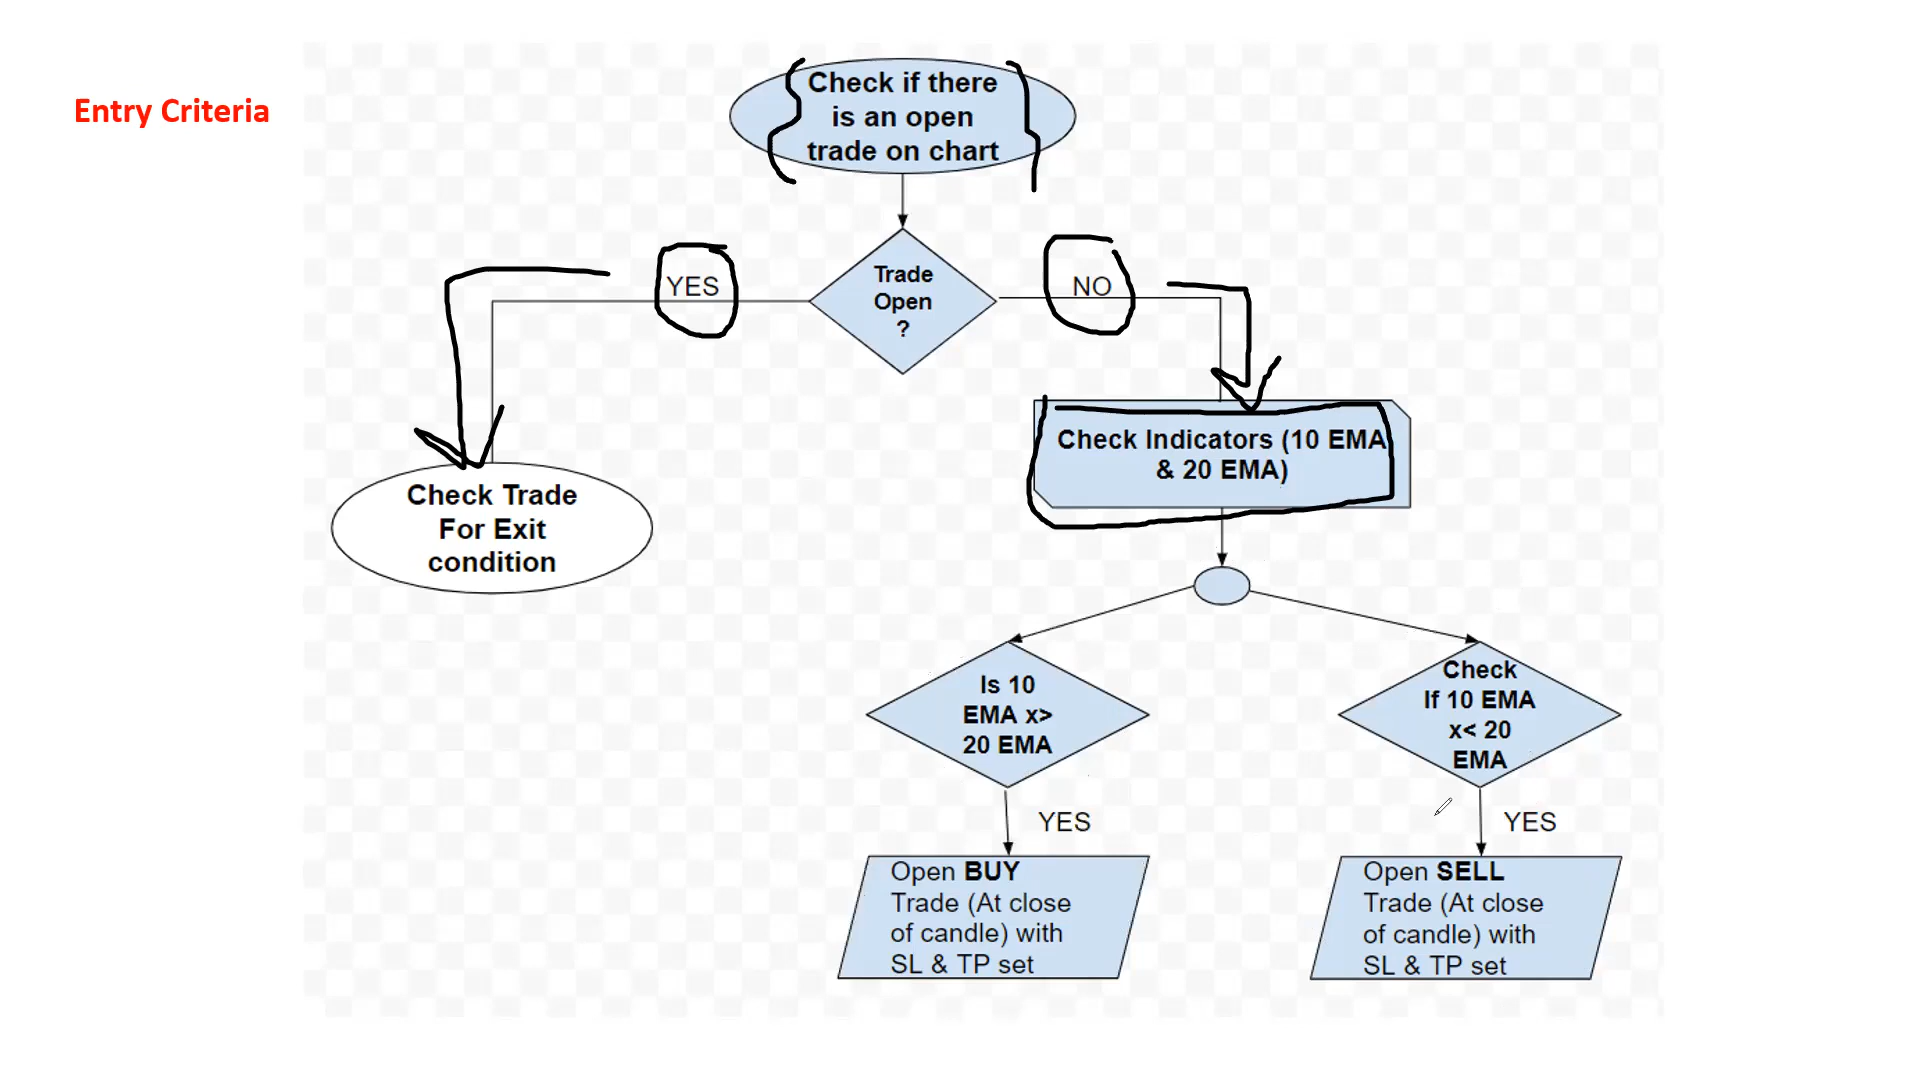 Entry Criteria
Check if there
is an open
trade on chart
Trade
Open
?
YES
NO
Check Trade
For Exit
condition
Check Indicators (10 EMA
& 20 EMA)
Is 10
EMA x>
20 EMA
Check
If 10 EMA
x< 20
EMA
YES
YES
Open BUY
Trade (At close
of candle) with
SL & TP set
Open SELL
Trade (At close
of candle) with
SL & TP set